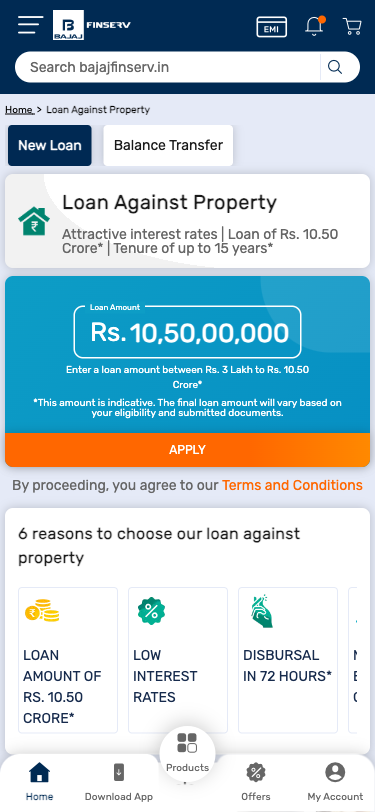 B
BAJAJ
FINSERV
EMI
Search bajajfinserv.in
Home > Loan Against Property
New Loan
Balance Transfer
Loan Against Property
Attractive interest rates | Loan of Rs. 10.50
Crore* | Tenure of up to 15 years*
Loan Amount
Rs. 10,50,00,000
Enter a loan amount between Rs. 3 Lakh to Rs. 10.50
Crore*
*This amount is indicative. The final loan amount will vary based on
your eligibility and submitted documents.
APPLY
By proceeding, you agree to our Terms and Conditions
6 reasons to choose our loan against
property
LOAN
AMOUNT OF
RS. 10.50
CRORE*
LOW
INTEREST
RATES
DISBURSAL
IN 72 HOURS*
Home
Download App
Products
Offers
My Account